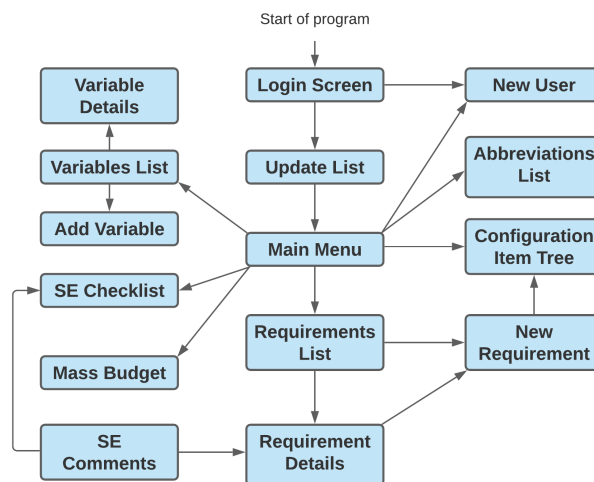 Start of program
Variable
Details
Login Screen
New User
Variables List
Update List
Abbreviations
List
Add Variable
Main Menu
Configuration
Item Tree
SE Checklist
Requirements
List
New
Requirement
Mass Budget
SE
Comments
Requirement
Details